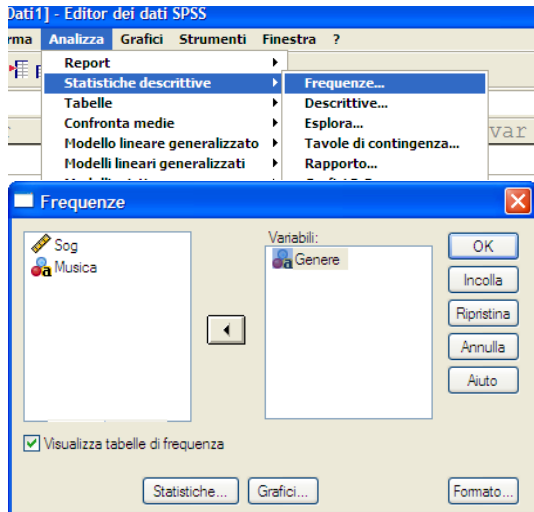 Dati1] - Editor dei dati SPSS
rma Analizza Grafici Strumenti Finestra ?
Report
Statistiche descrittive
Frequenze...
Tabelle
Descrittive...
Confronta medie
Esplora...
var
Modello lineare generalizzato
Tavole di contingenza...
Modelli lineari generalizzati
Rapporto...
Frequenze
Sog
Musica
Variabili:
Genere
OK
Incolla
Ripristina
Annulla
Aiuto
Visualizza tabelle di frequenza
Statistiche...
Grafici...
Formato...